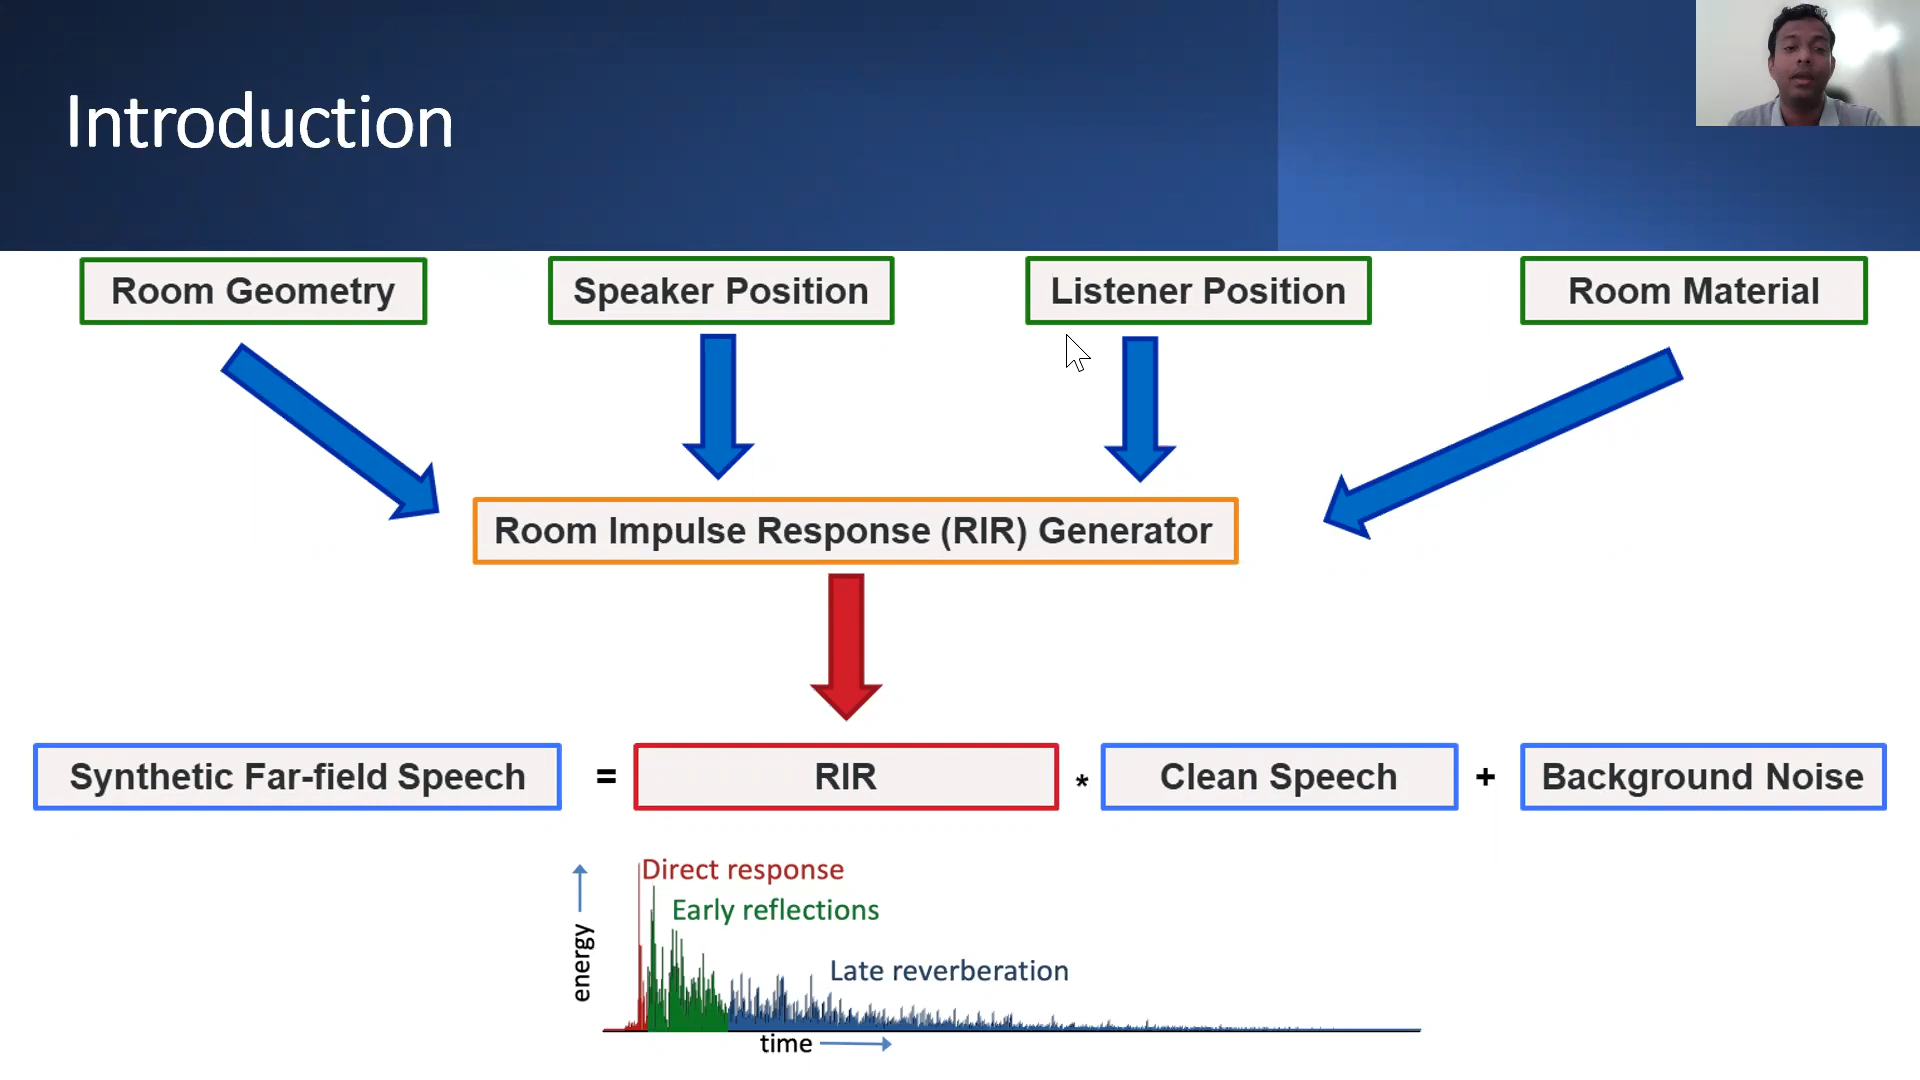 Introduction
Room Geometry
Speaker Position
Listener Position
Room Material
Room Impulse Response (RIR) Generator
Synthetic Far-field Speech = RIR * Clean Speech + Background Noise
Direct response
Early reflections
Late reverberation
energy
time